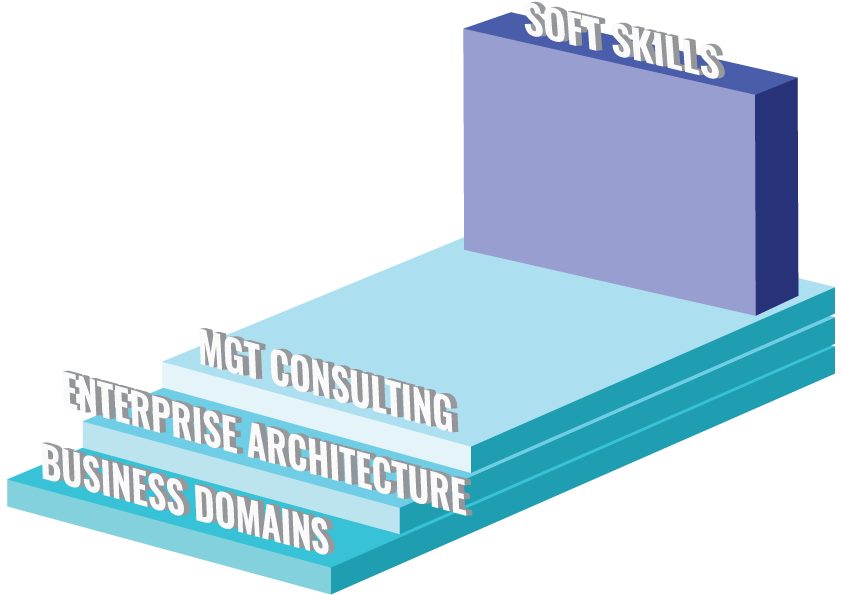 SOFT SKILLS
MGT CONSULTING
ENTERPRISE ARCHITECTURE
BUSINESS DOMAINS